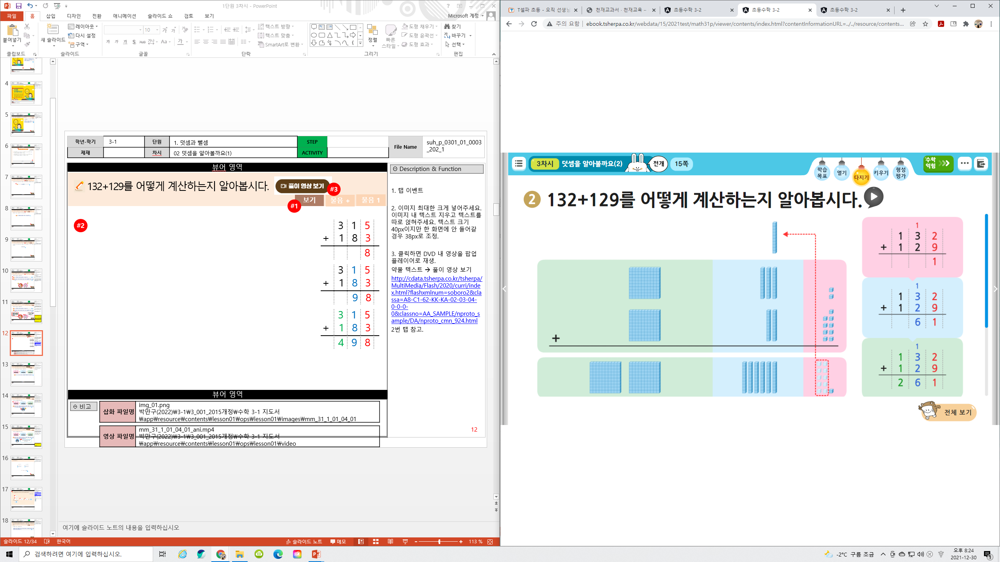 1단원 3차시 - PowerPoint
파일 홈 삽입 디자인 전환 애니메이션 슬라이드 쇼 검토 보기
Microsoft 계정
붙여넣기
새 슬라이드
레이아웃
다시 설정
구역
10
가 가 가 S abc 간나 Aa 가
텍스트 방향
텍스트 맞춤
SmartArt로 변환
정렬
빠른 스타일
도형 채우기
도형 윤곽선
도형 효과
찾기
바꾸기
선택
클립보드 슬라이드 글꼴 단락 그리기 편집
4
5
6
7
8
9
10
11
12
13
14
15
16
17
18
학년-학기 3-1 단원 1. 덧셈과 뺄셈 STEP File Name suh_p_0301_01_0003
_202_1
제재 차시 02 덧셈을 알아볼까요(1) ACTIVITY
뷰어 영역
132+129를 어떻게 계산하는지 알아봅시다.
풀이 영상 보기
#3
#1
보기 물음 + 물음 1
#2
3 1 5
+ 1 8 3
8
3 1 5
+ 1 8 3
9 8
3 1 5
+ 1 8 3
4 9 8
뷰어 영역
⊖ 비고
삽화 파일명
img_01.png
박만구(2022)₩3-1₩3_001_2015개정₩수학 3-1 지도서
₩app₩resource₩contents₩lesson01₩ops₩lesson01₩images₩mm_31_1_01_04_01
영상 파일명
mm_31_1_01_04_01_ani.mp4
박만구(2022)₩3-1₩3_001_2015개정₩수학 3-1 지도서
₩app₩resource₩contents₩lesson01₩ops₩lesson01₩video
Θ Description & Function
1. 탭 이벤트
2. 이미지 최대한 크게 넣어주세요.
이미지 내 텍스트 지우고 텍스트를
따로 얹혀주세요. 텍스트 크기
40px이지만 한 화면에 안 들어갈
경우 38px로 조정.
3. 클릭하면 DVD 내 영상을 팝업
플레이어로 재생.
약물 텍스트 → 풀이 영상 보기
http://cdata.tsherpa.co.kr/tsherpa/
MultiMedia/Flash/2020/curri/inde
x.html?flashxmlnum=soboro2&cla
ssa=A8-C1-62-KK-KA-02-03-04-
0-0-0-
0&classno=AA_SAMPLE/nproto_s
ample/DA/nproto_cmn_924.html
2번 탭 참고.
12
여기에 슬라이드 노트의 내용을 입력하십시오
슬라이드 12/34 한국어 슬라이드 노트 메모 113 %
T셀파 초등 - 오직 선생님
천재교과서 · 천재교육 –
초등수학 3-2
초등수학 3-2
초등수학 3-2
주의 요함 ebook.tsherpa.co.kr/webdata/15/2021test/math31p/viewer/contents/index.html?contentInformationURL=../../resource/contents...
3차시 덧셈을 알아볼까요(2) 전개 15쪽
학습 목표
열기
다지기
키우기
형성 평가
수학 익힘
2 132+129를 어떻게 계산하는지 알아봅시다.
+
1
1 3 2
+ 1 2 9
1
1
1 3 2
+ 1 2 9
6 1
1
1 3 2
+ 1 2 9
2 6 1
전체 보기
검색하려면 여기에 입력하십시오.
-2°C 구름 조금
오후 8:24
2021-12-30
1